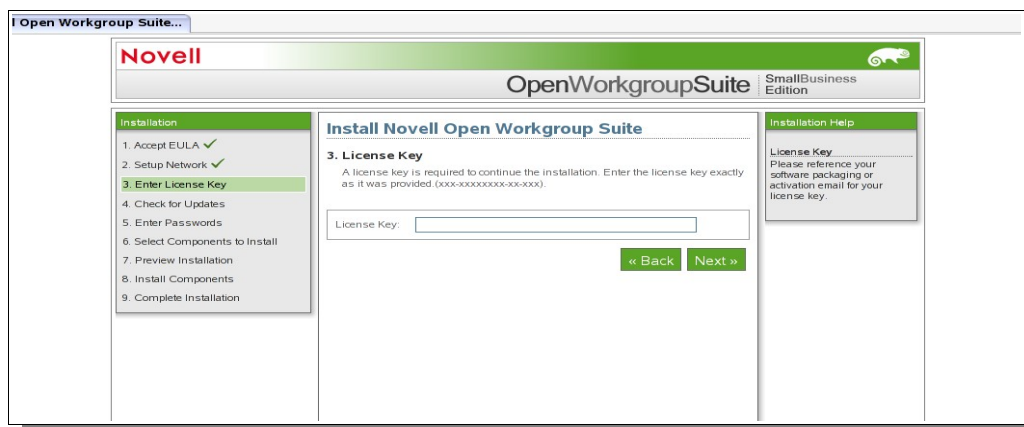 l Open Workgroup Suite...
Novell
OpenWorkgroupSuite
SmallBusiness
Edition
Installation
1. Accept EULA
2. Setup Network
3. Enter License Key
4. Check for Updates
5. Enter Passwords
6. Select Components to Install
7. Preview Installation
8. Install Components
9. Complete Installation
Install Novell Open Workgroup Suite
3. License Key
A license key is required to continue the installation. Enter the license key exactly
as it was provided.(xxx-xxxxxxxx-xx-xxx).
License Key:
« Back
Next »
Installation Help
License Key
Please reference your
software packaging or
activation email for your
license key.